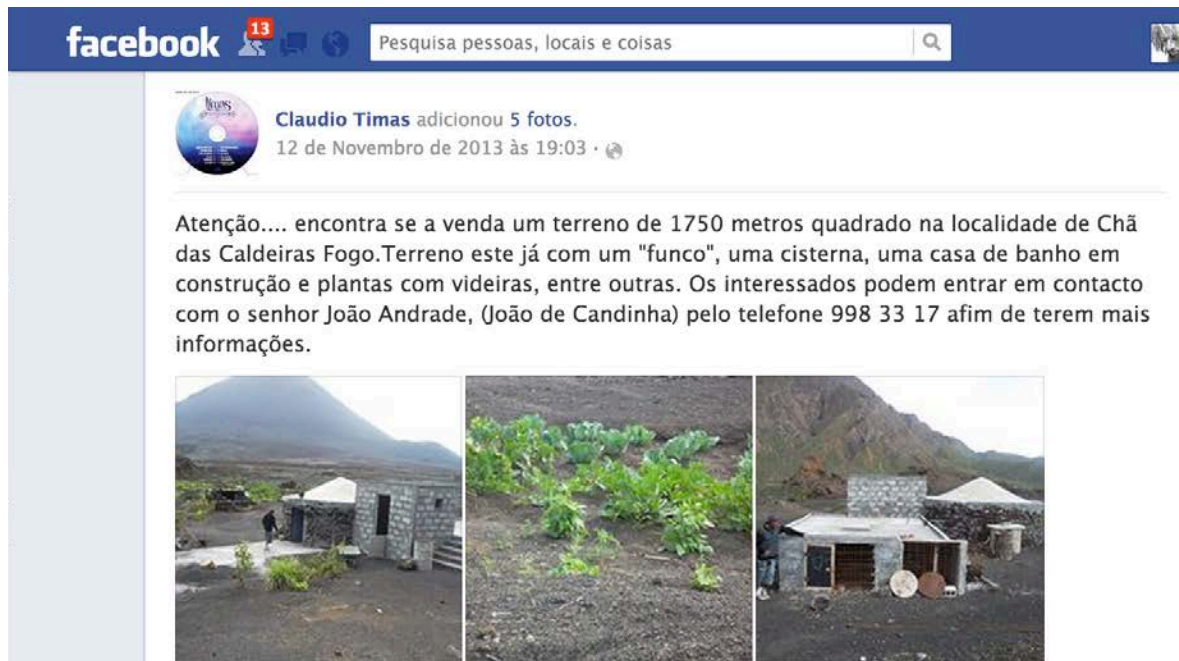 facebook
13
Pesquisa pessoas, locais e coisas
Claudio Timas adicionou 5 fotos.
12 de Novembro de 2013 às 19:03 ·
Atenção.... encontra se a venda um terreno de 1750 metros quadrado na localidade de Chã
das Caldeiras Fogo.Terreno este já com um "funco", uma cisterna, uma casa de banho em
construção e plantas com videiras, entre outras. Os interessados podem entrar em contacto
com o senhor João Andrade, (João de Candinha) pelo telefone 998 33 17 afim de terem mais
informações.